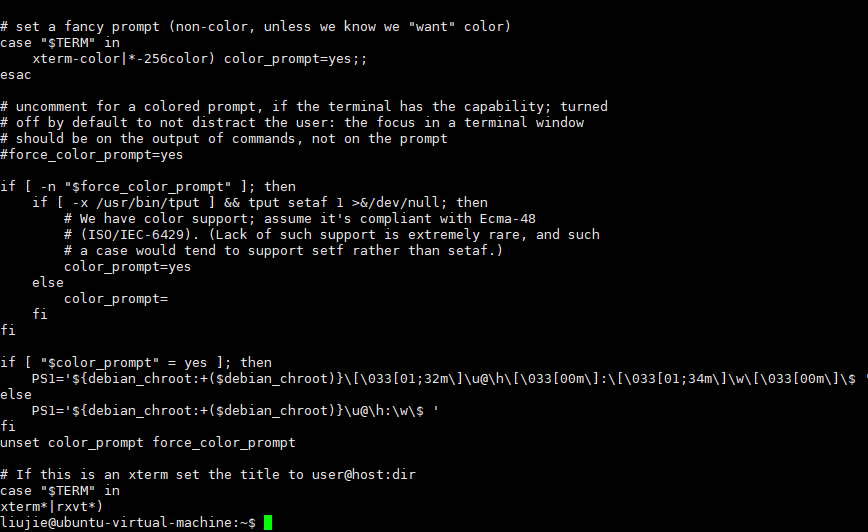 # set a fancy prompt (non-color, unless we know we "want" color)
case "$TERM" in
    xterm-color|*-256color) color_prompt=yes;;
esac

# uncomment for a colored prompt, if the terminal has the capability; turned
# off by default to not distract the user: the focus in a terminal window
# should be on the output of commands, not on the prompt
#force_color_prompt=yes

if [ -n "$force_color_prompt" ]; then
    if [ -x /usr/bin/tput ] && tput setaf 1 >&/dev/null; then
        # We have color support; assume it's compliant with Ecma-48
        # (ISO/IEC-6429). (Lack of such support is extremely rare, and such
        # a case would tend to support setf rather than setaf.)
        color_prompt=yes
    else
        color_prompt=
    fi
fi

if [ "$color_prompt" = yes ]; then
    PS1='${debian_chroot:+($debian_chroot)}\[\033[01;32m\]\u@\h\[\033[00m\]:\[\033[01;34m\]\w\[\033[00m\]\$ '
else
    PS1='${debian_chroot:+($debian_chroot)}\u@\h:\w\$ '
fi
unset color_prompt force_color_prompt

# If this is an xterm set the title to user@host:dir
case "$TERM" in
xterm*|rxvt*)
liujie@ubuntu-virtual-machine:~$